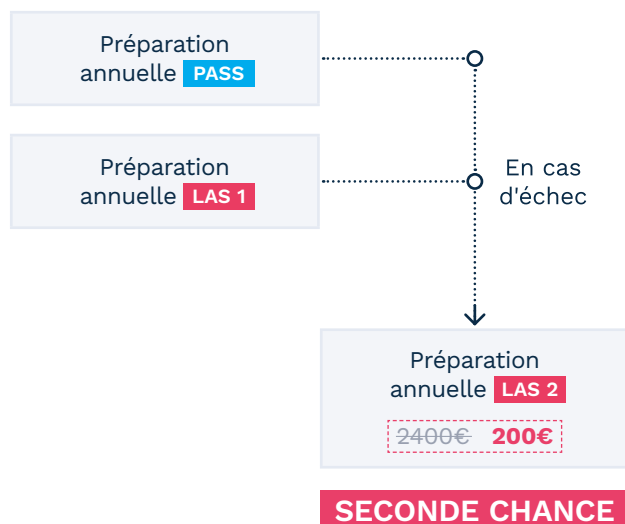 Préparation
annuelle PASS
Préparation
annuelle LAS 1
En cas
d'échec
Préparation
annuelle LAS 2
2400€ 200€
SECONDE CHANCE